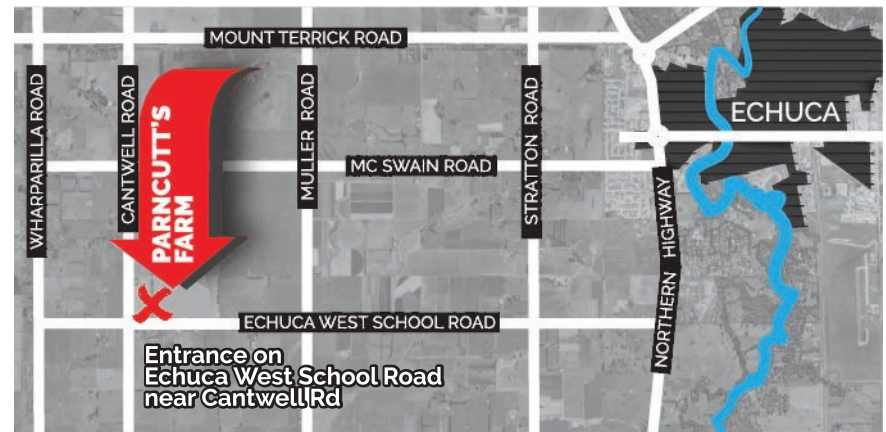 MOUNT TERRICK ROAD
WHARPARILLA ROAD
CANTWELL ROAD
PARNCUTT'S
FARM
MULLER ROAD
MC SWAIN ROAD
STRATTON ROAD
ECHUCA
NORTHERN HIGHWAY
ECHUCA WEST SCHOOL ROAD
Entrance on
Echuca West School Road
near Cantwell Rd